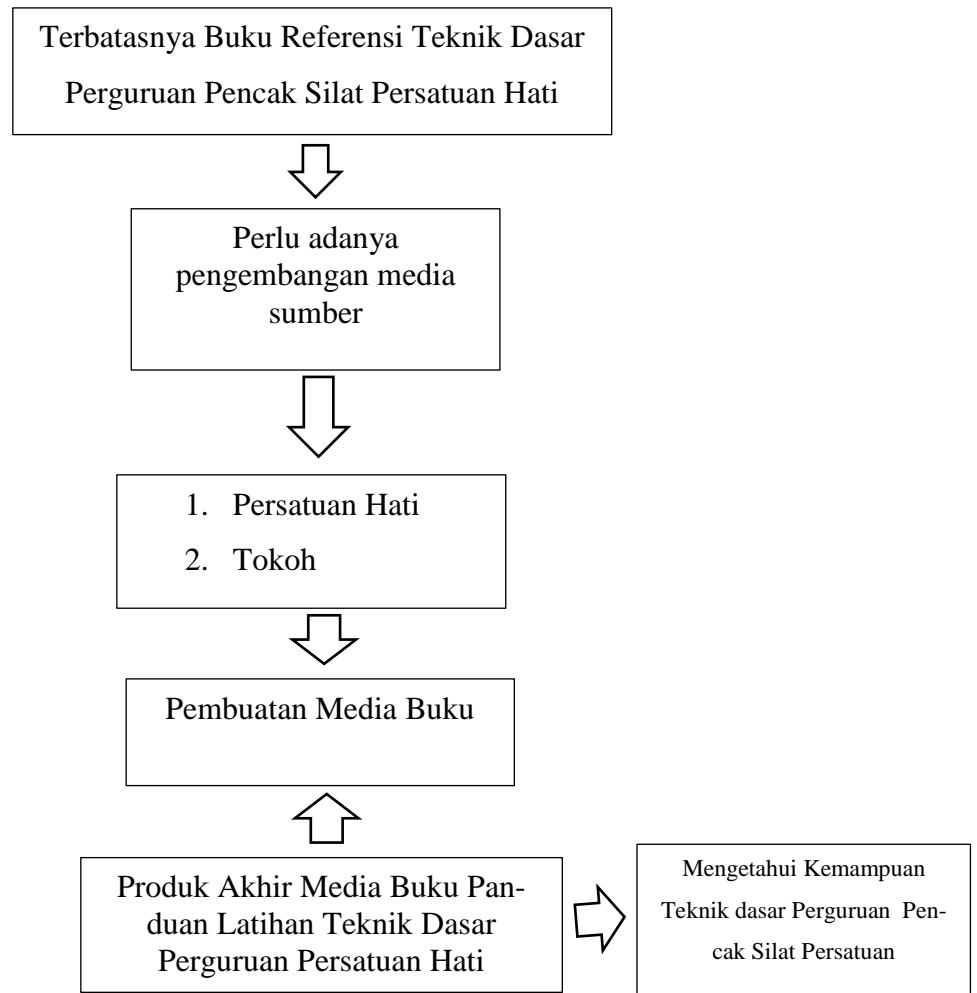 Terbatasnya Buku Referensi Teknik Dasar
Perguruan Pencak Silat Persatuan Hati
Perlu adanya
pengembangan media
sumber
1. Persatuan Hati
2. Tokoh
Pembuatan Media Buku
Produk Akhir Media Buku Pan-
duan Latihan Teknik Dasar
Perguruan Persatuan Hati
Mengetahui Kemampuan
Teknik dasar Perguruan Pen-
cak Silat Persatuan